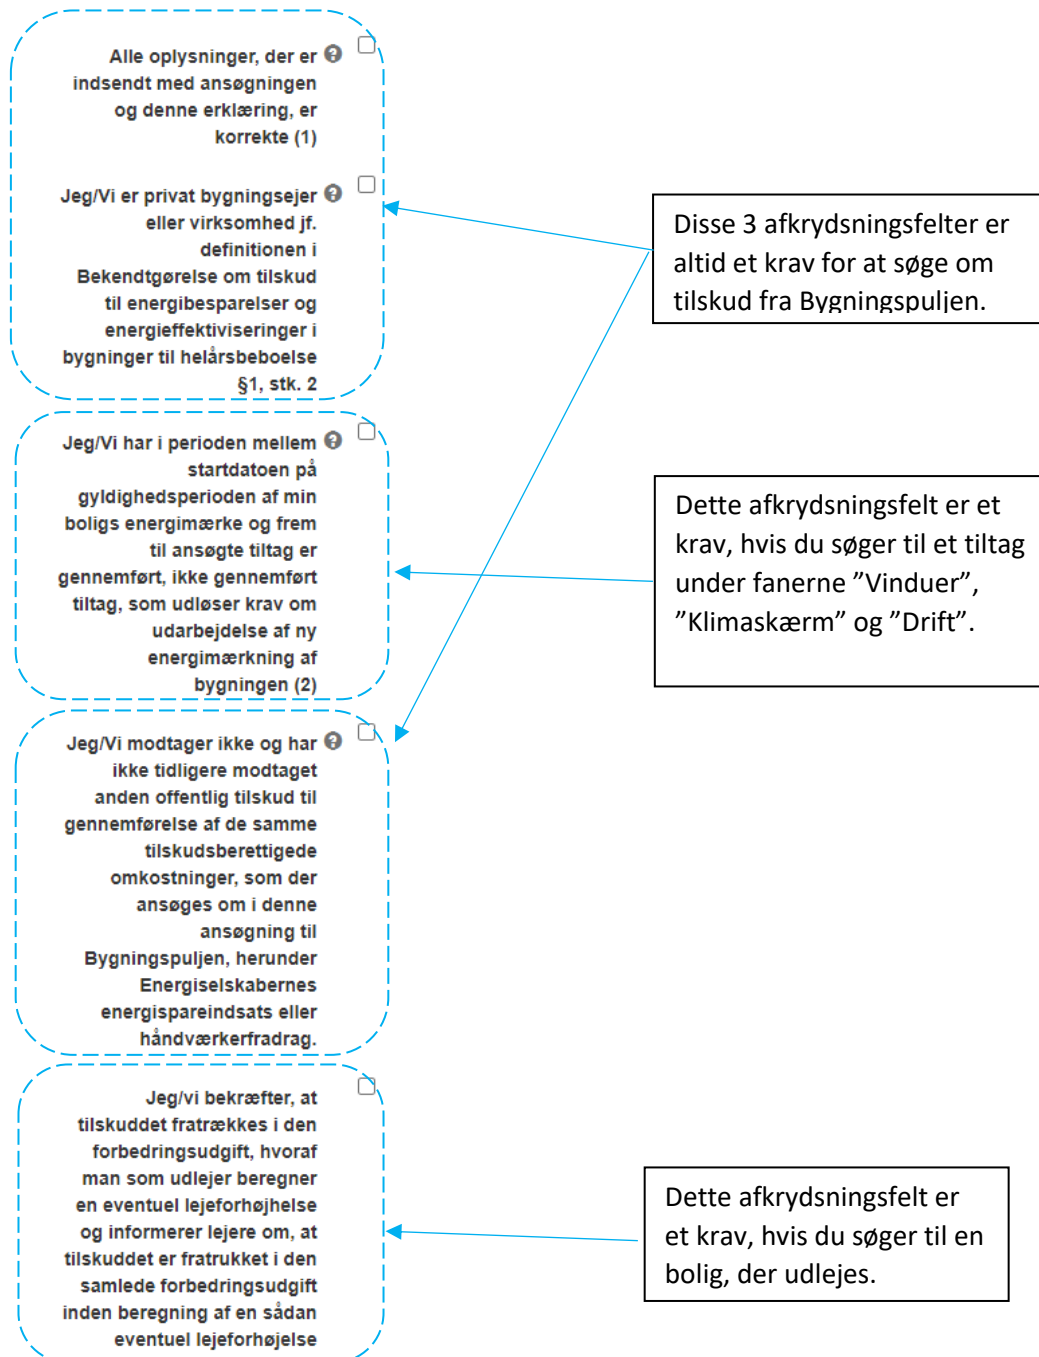 Alle oplysninger, der er
indsendt med ansøgningen
og denne erklæring, er
korrekte (1)
Jeg/Vi er privat bygningsejer
eller virksomhed jf.
definitionen i
Bekendtgørelse om tilskud
til energibesparelser og
energieffektiviseringer i
bygninger til helårsbeboelse
§1, stk. 2
Disse 3 afkrydsningsfelter er
altid et krav for at søge om
tilskud fra Bygningspuljen.
Jeg/Vi har i perioden mellem
startdatoen på
gyldighedsperioden af min
boligs energimærke og frem
til ansøgte tiltag er
gennemført, ikke gennemført
tiltag, som udløser krav om
udarbejdelse af ny
energimærkning af
bygningen (2)
Dette afkrydsningsfelt er et
krav, hvis du søger til et tiltag
under fanerne ”Vinduer”,
”Klimaskærm” og ”Drift”.
Jeg/Vi modtager ikke og har
ikke tidligere modtaget
anden offentlig tilskud til
gennemførelse af de samme
tilskudsberettigede
omkostninger, som der
ansøges om i denne
ansøgning til
Bygningspuljen, herunder
Energiselskabernes
energispareindsats eller
håndværkerfradrag.
Jeg/vi bekræfter, at
tilskuddet fratrækkes i den
forbedringsudgift, hvoraf
man som udlejer beregner
en eventuel lejeforhøjhelse
og informerer lejere om, at
tilskuddet er fratrukket i den
samlede forbedringsudgift
inden beregning af en sådan
eventuel lejeforhøjelse
Dette afkrydsningsfelt er
et krav, hvis du søger til en
bolig, der udlejes.